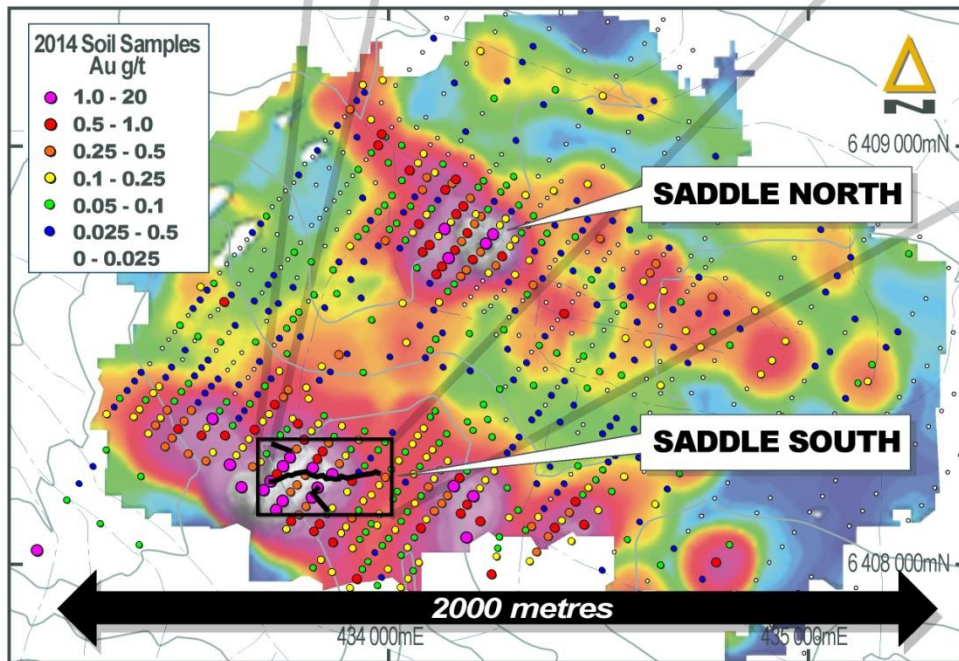 2014 Soil Samples
Au g/t
1.0 - 20
0.5 - 1.0
0.25 - 0.5
0.1 - 0.25
0.05 - 0.1
0.025 - 0.5
0 - 0.025
N
6 409 000mN
SADDLE NORTH
SADDLE SOUTH
6 408 000mN
2000 metres
434 000mE
435 000mE